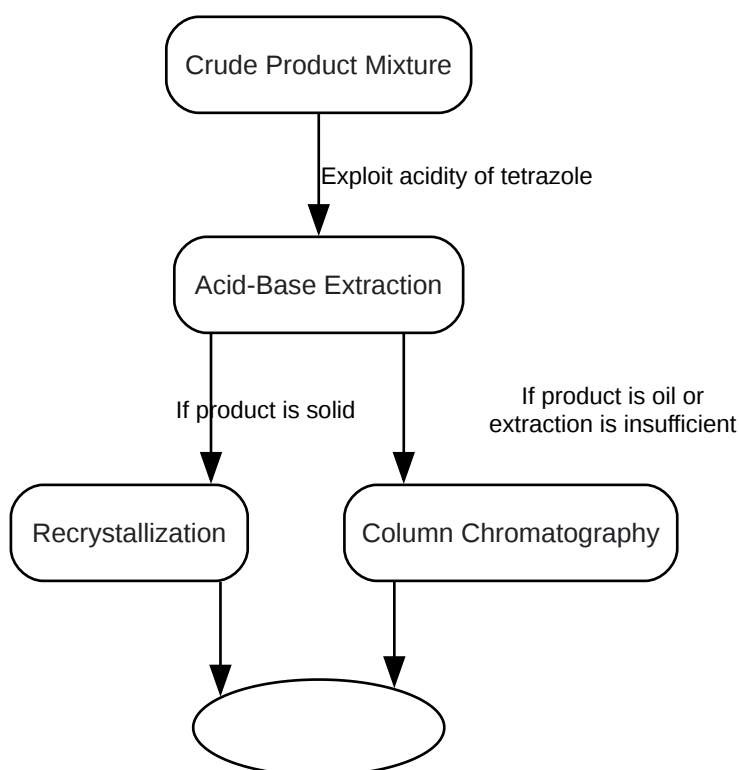 Crude Product Mixture
Exploit acidity of tetrazole
Acid-Base Extraction
If product is solid
If product is oil or
extraction is insufficient
Recrystallization
Column Chromatography